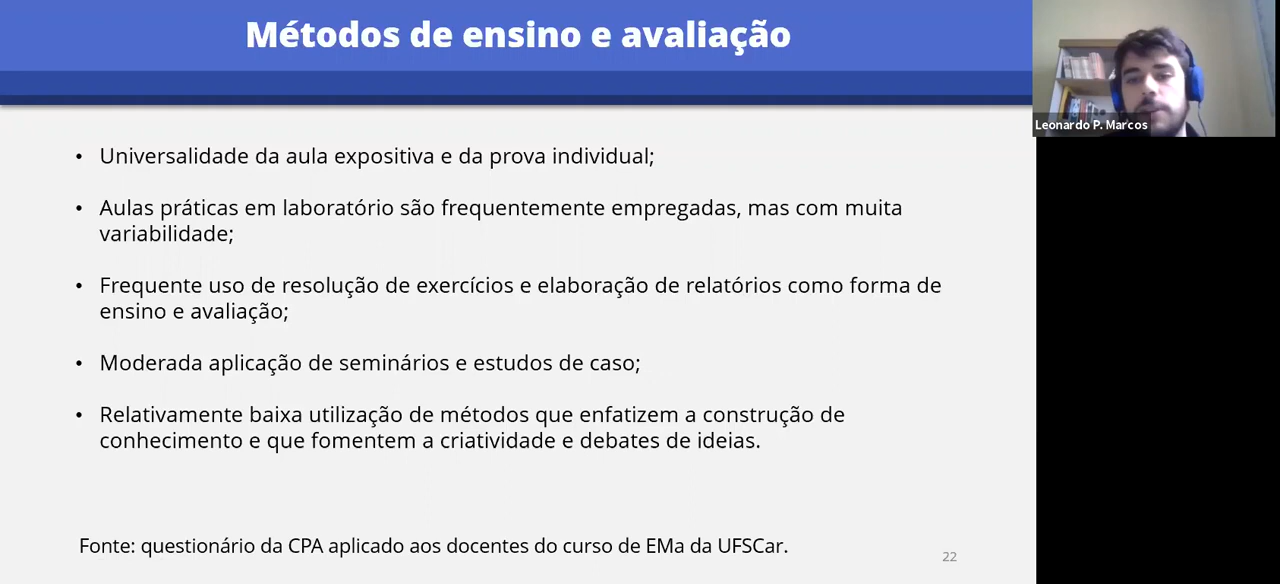 Métodos de ensino e avaliação
Leonardo P. Marcos
• Universalidade da aula expositiva e da prova individual;
• Aulas práticas em laboratório são frequentemente empregadas, mas com muita
variabilidade;
• Frequente uso de resolução de exercícios e elaboração de relatórios como forma de
ensino e avaliação;
• Moderada aplicação de seminários e estudos de caso;
• Relativamente baixa utilização de métodos que enfatizem a construção de
conhecimento e que fomentem a criatividade e debates de ideias.
Fonte: questionário da CPA aplicado aos docentes do curso de EMa da UFSCar.
22